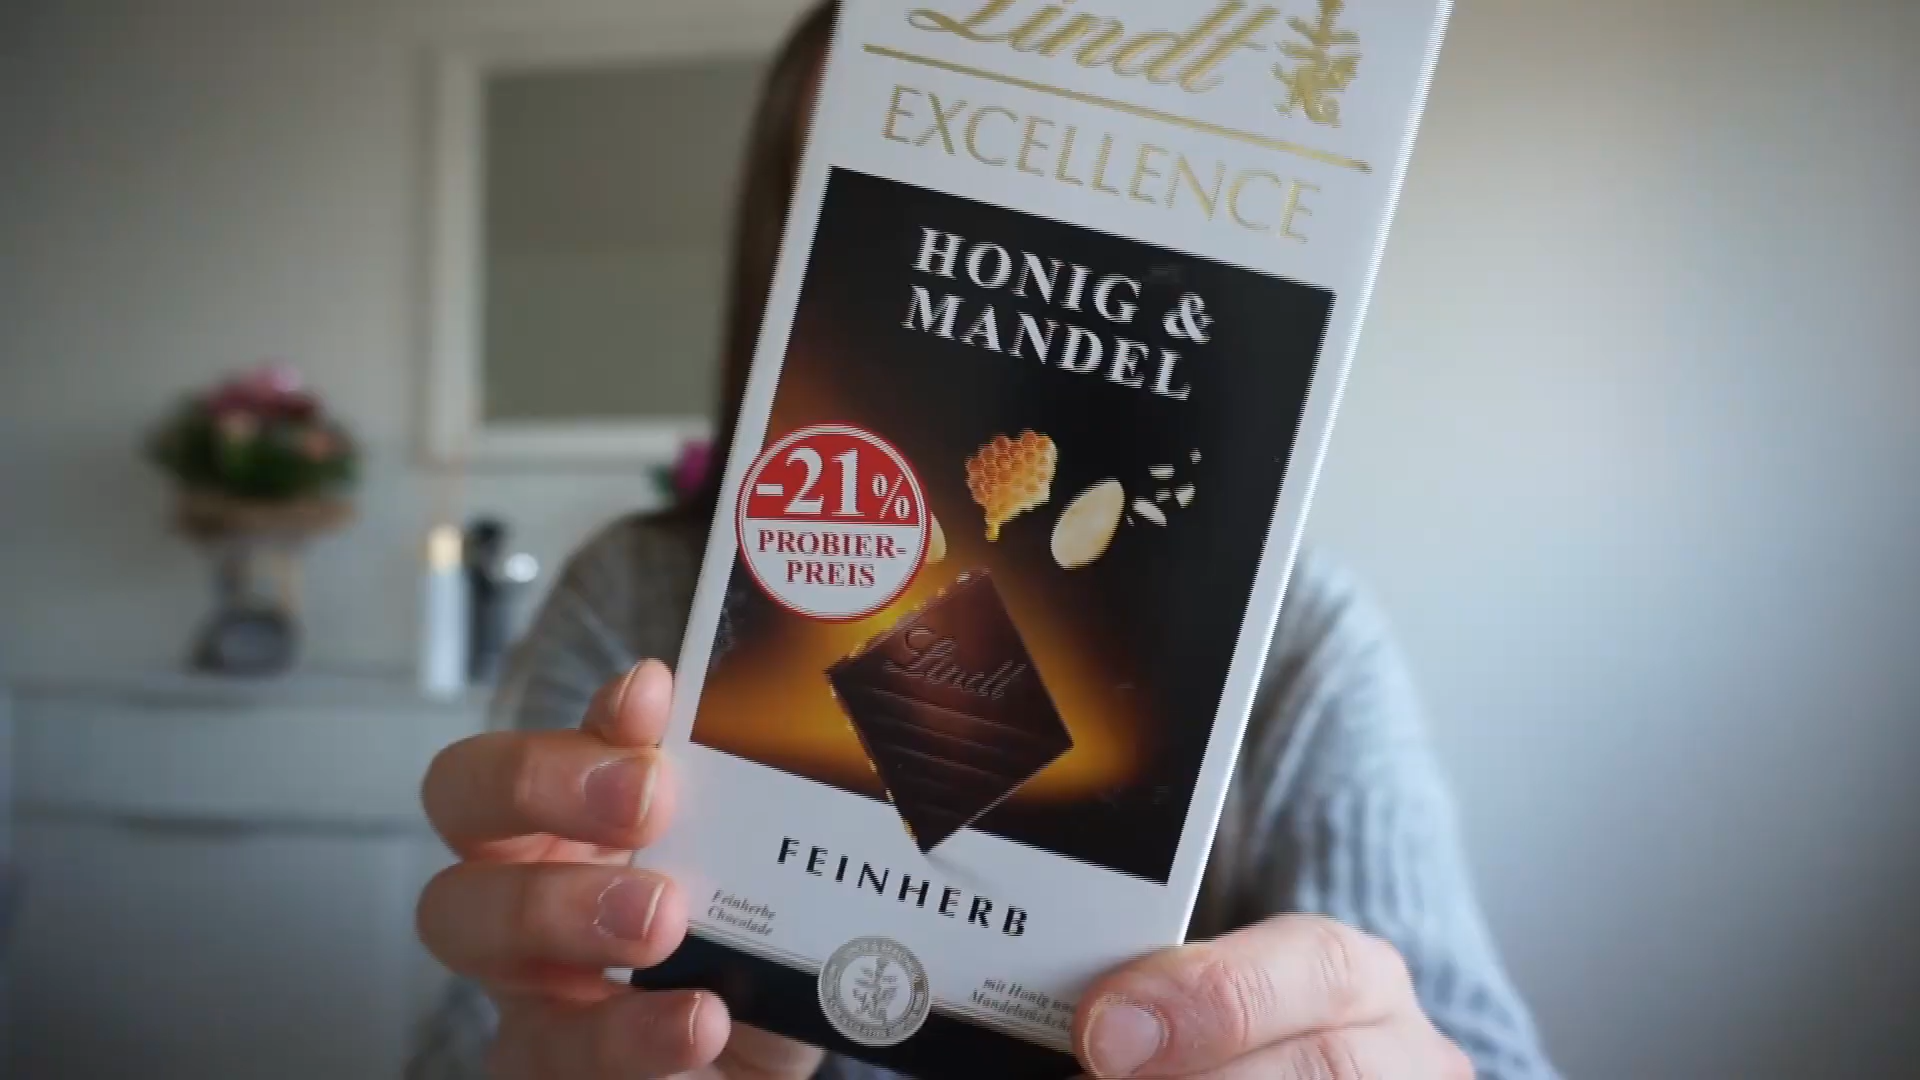 Lindt
EXCELLENCE
HONIG &
MANDEL
-21%
PROBIER-
PREIS
Lindt
FEINHERB
Feinherbe
Chocolade
mit Honig